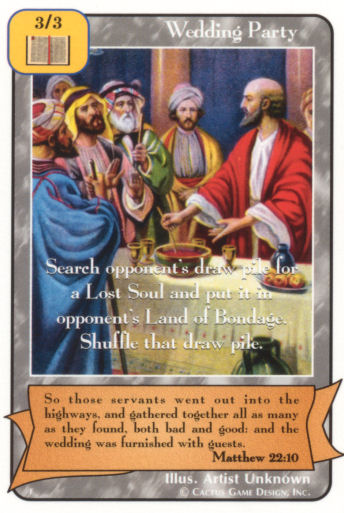 3/3
Wedding Party
Search opponent's draw pile for
a Lost Soul and put it in
opponent's Land of Bondage.
Shuffle that draw pile.
So those servants went out into the
highways, and gathered together all as many
as they found, both bad and good: and the
wedding was furnished with guests.
Matthew 22:10
Illus. Artist Unknown
© Cactus Game Design, Inc.